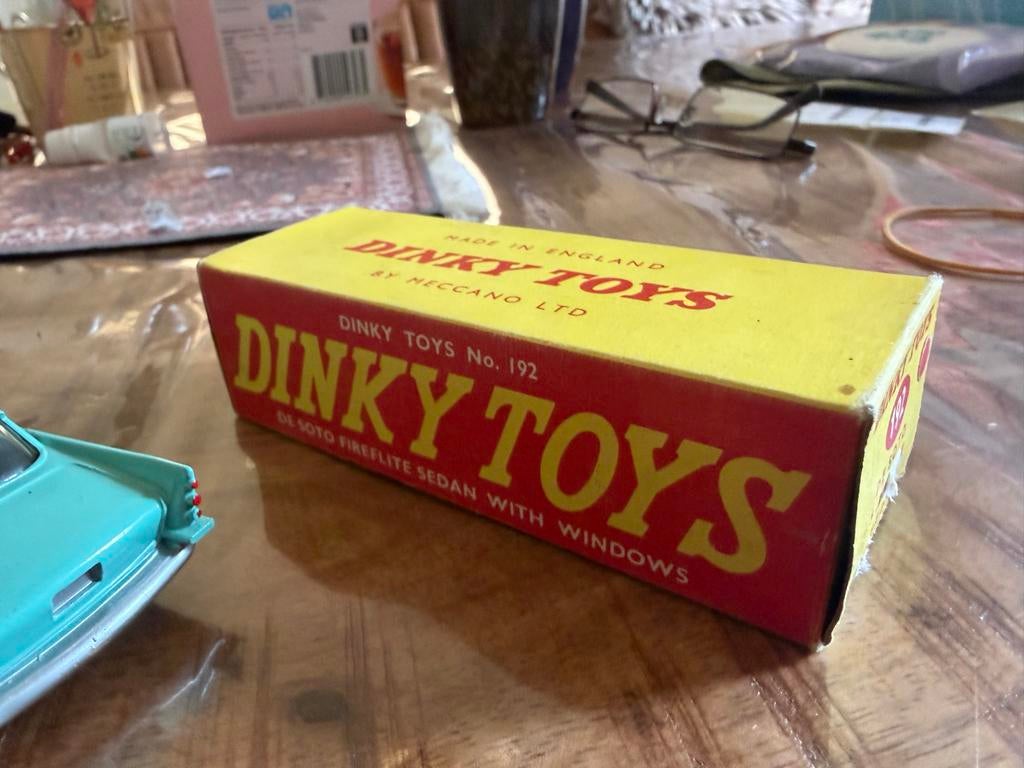 MADE IN ENGLAND
DINKY TOYS
BY MECCANO LTD
DINKY TOYS No. 192
DINKY TOYS
DE SOTO FIREFLITE SEDAN WITH WINDOWS
192